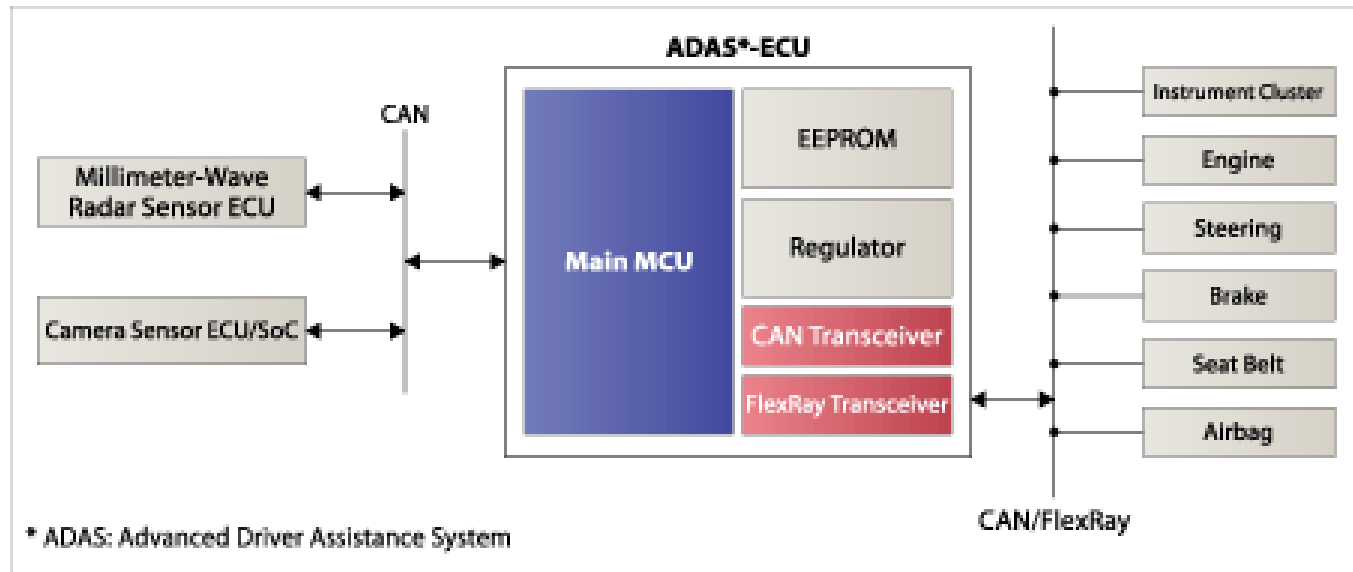 ADAS*-ECU
CAN
Millimeter-Wave
Radar Sensor ECU
Camera Sensor ECU/SoC
Main MCU
EEPROM
Regulator
CAN Transceiver
FlexRay Transceiver
Instrument Cluster
Engine
Steering
Brake
Seat Belt
Airbag
CAN/FlexRay
* ADAS: Advanced Driver Assistance System